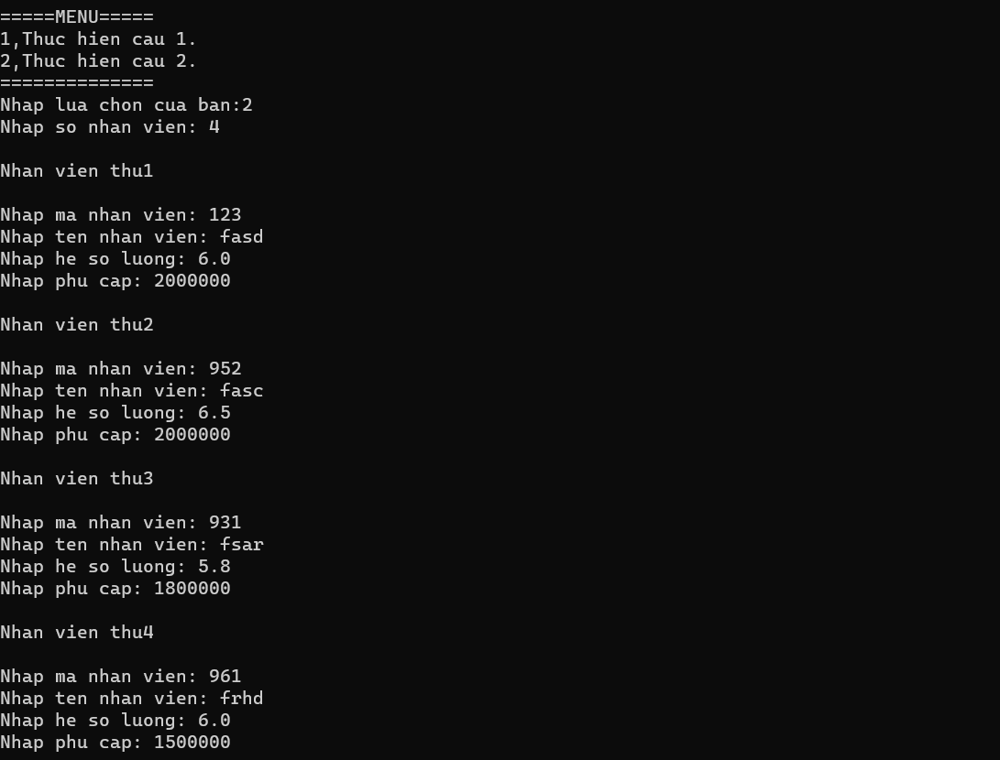 =====MENU=====
1,Thuc hien cau 1.
2,Thuc hien cau 2.
==============
Nhap lua chon cua ban:2
Nhap so nhan vien: 4
Nhan vien thu1
Nhap ma nhan vien: 123
Nhap ten nhan vien: fasd
Nhap he so luong: 6.0
Nhap phu cap: 2000000
Nhan vien thu2
Nhap ma nhan vien: 952
Nhap ten nhan vien: fasc
Nhap he so luong: 6.5
Nhap phu cap: 2000000
Nhan vien thu3
Nhap ma nhan vien: 931
Nhap ten nhan vien: fsar
Nhap he so luong: 5.8
Nhap phu cap: 1800000
Nhan vien thu4
Nhap ma nhan vien: 961
Nhap ten nhan vien: frhd
Nhap he so luong: 6.0
Nhap phu cap: 1500000